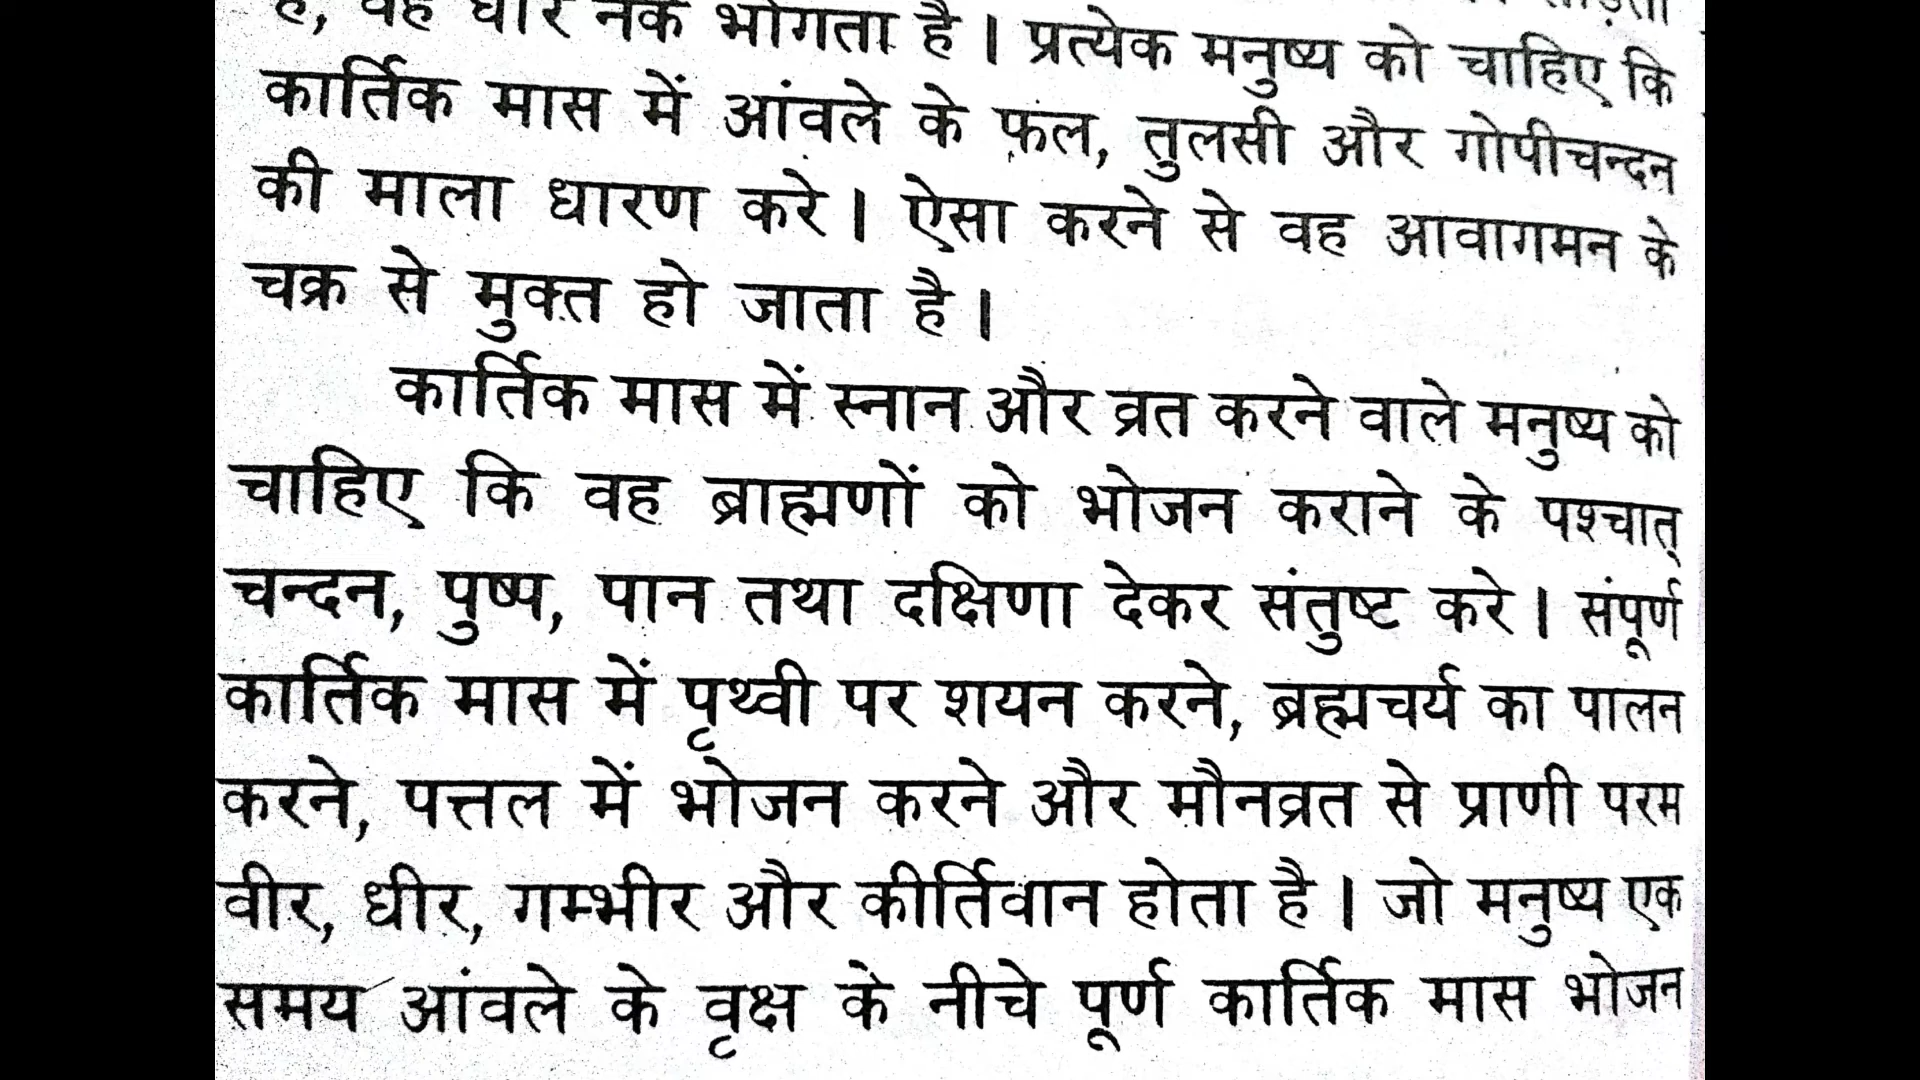 है, वह घोर नर्क भोगता है। प्रत्येक मनुष्य को चाहिए कि
कार्तिक मास में आंवले के फल, तुलसी और गोपीचन्दन
की माला धारण करे। ऐसा करने से वह आवागमन के
चक्र से मुक्त हो जाता है।
कार्तिक मास में स्नान और व्रत करने वाले मनुष्य को
चाहिए कि वह ब्राह्मणों को भोजन कराने के पश्चात्
चन्दन, पुष्प, पान तथा दक्षिणा देकर संतुष्ट करे। संपूर्ण
कार्तिक मास में पृथ्वी पर शयन करने, ब्रह्मचर्य का पालन
करने, पत्तल में भोजन करने और मौनव्रत से प्राणी परम
वीर, धीर, गम्भीर और कीर्तिवान होता है। जो मनुष्य एक
समय आंवले के वृक्ष के नीचे पूर्ण कार्तिक मास भोजन